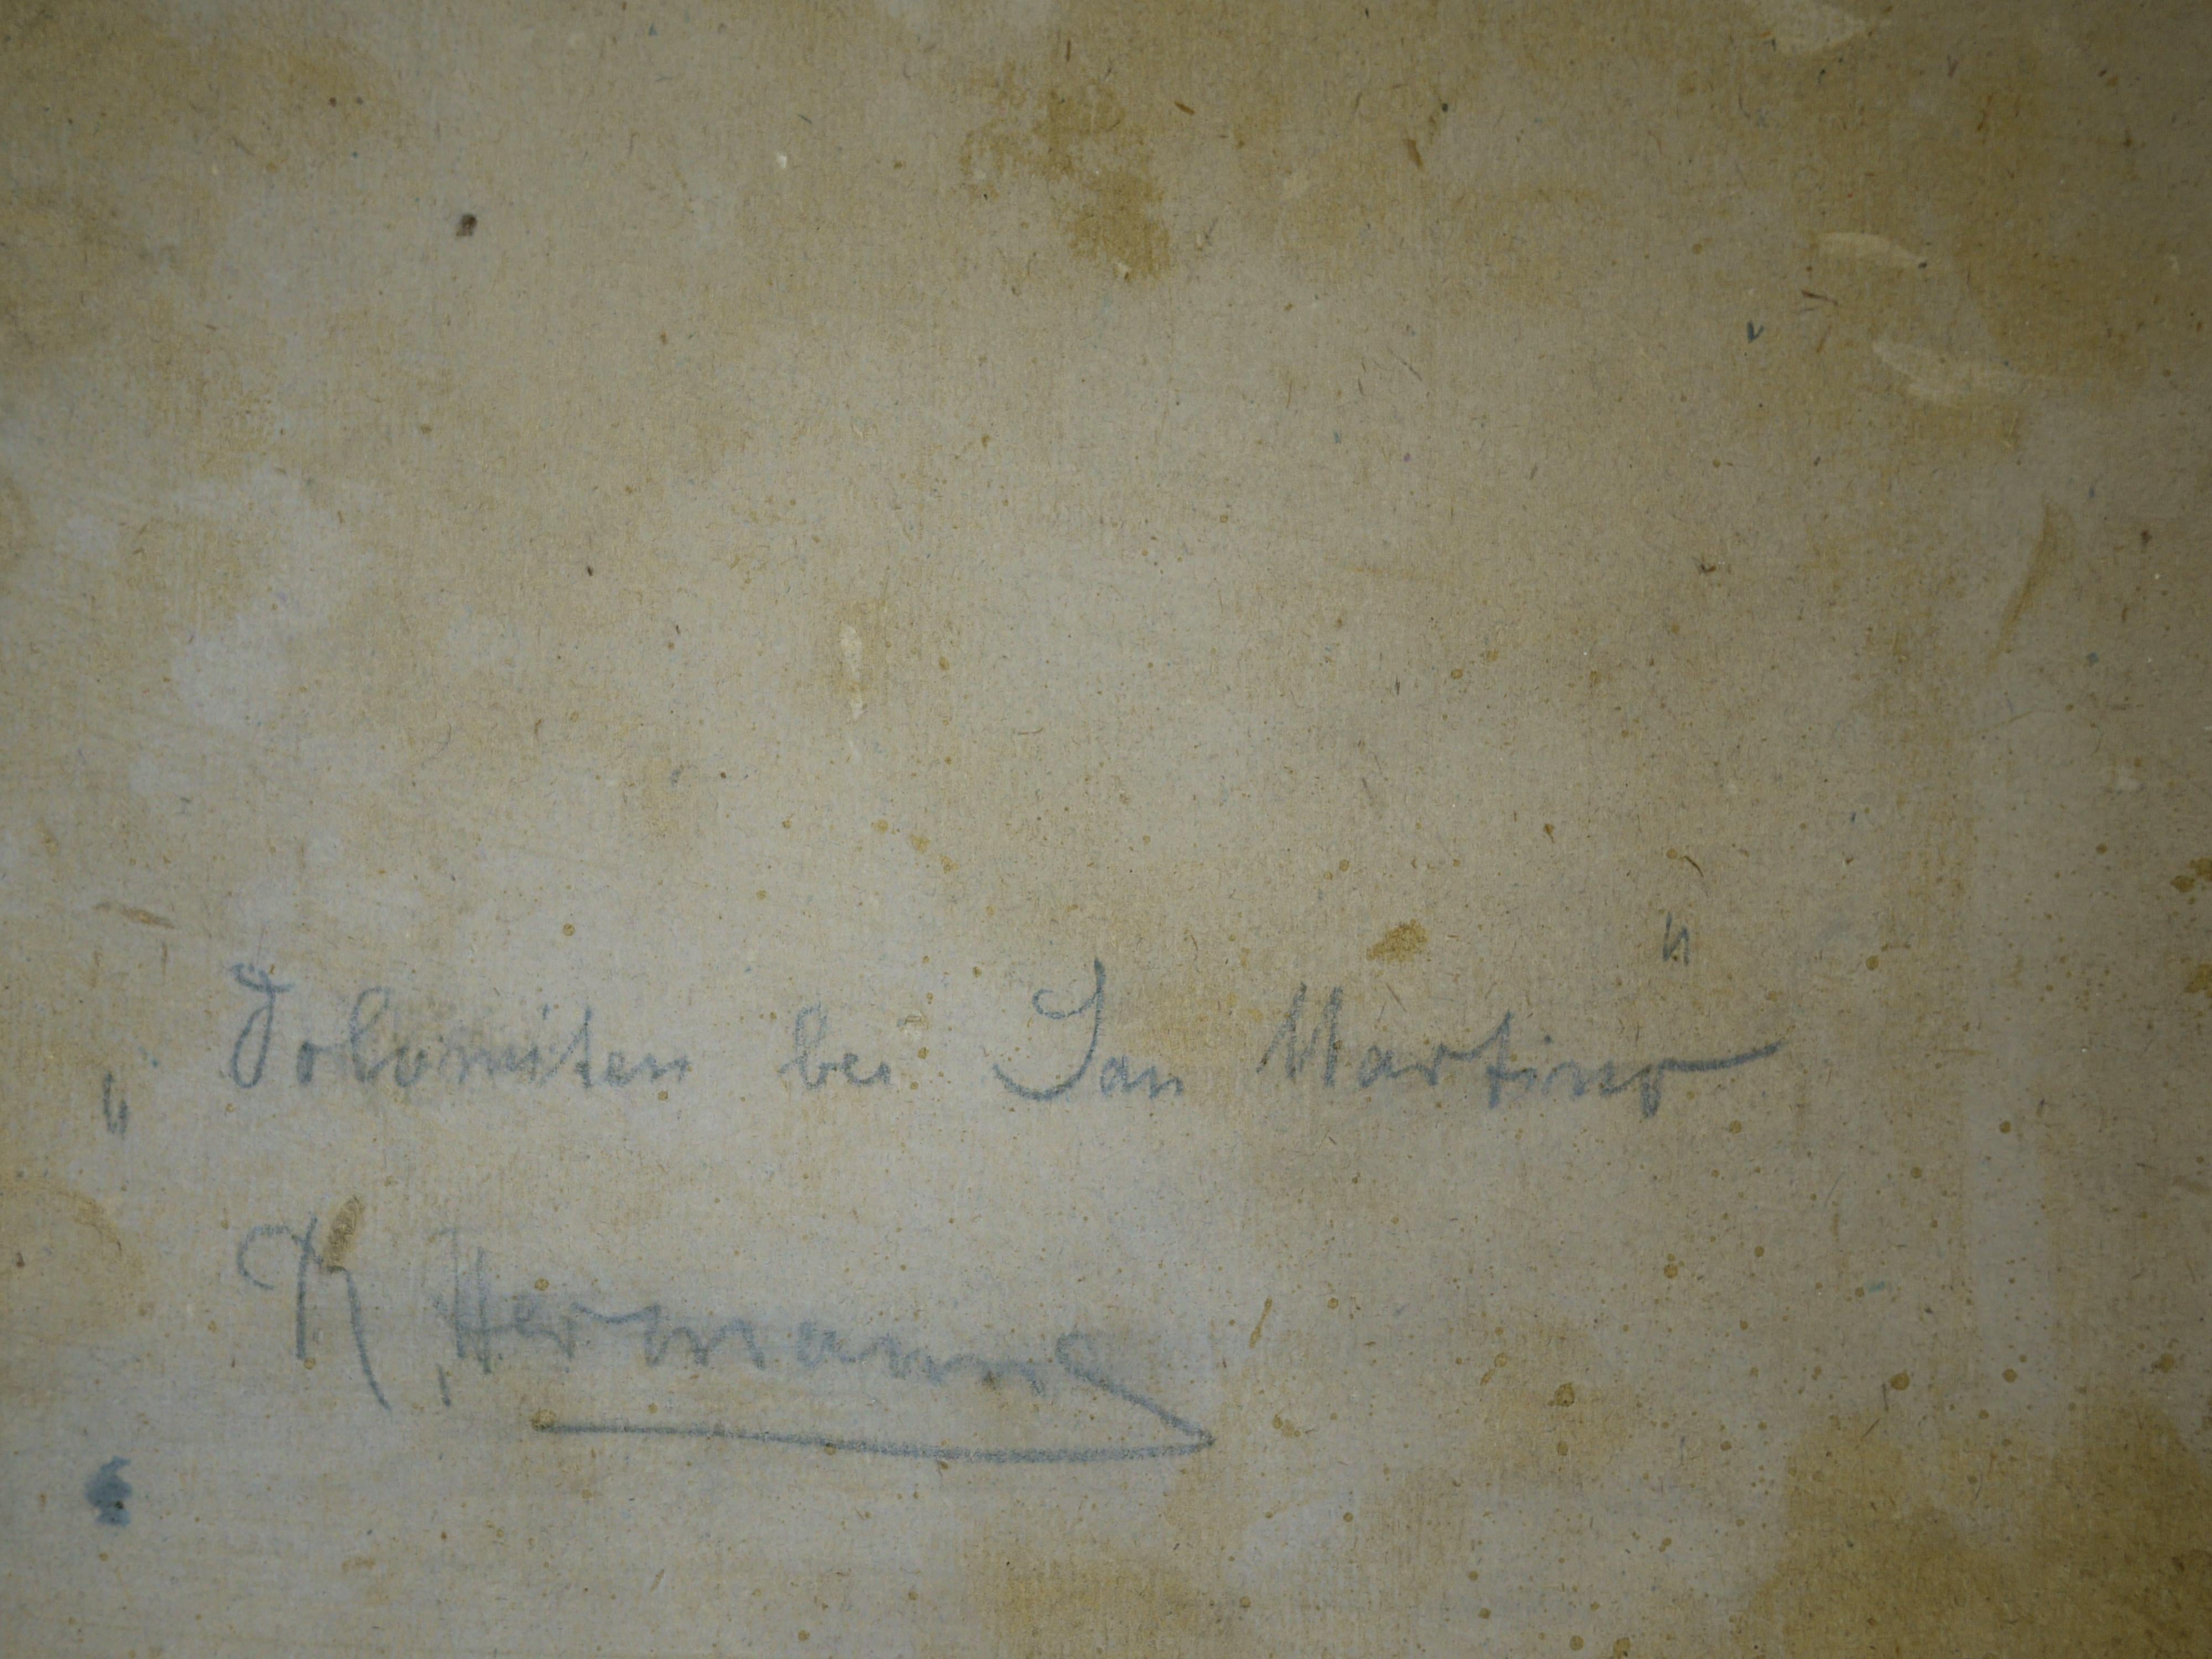 „Dolomiten bei San Martino"
K Hermann